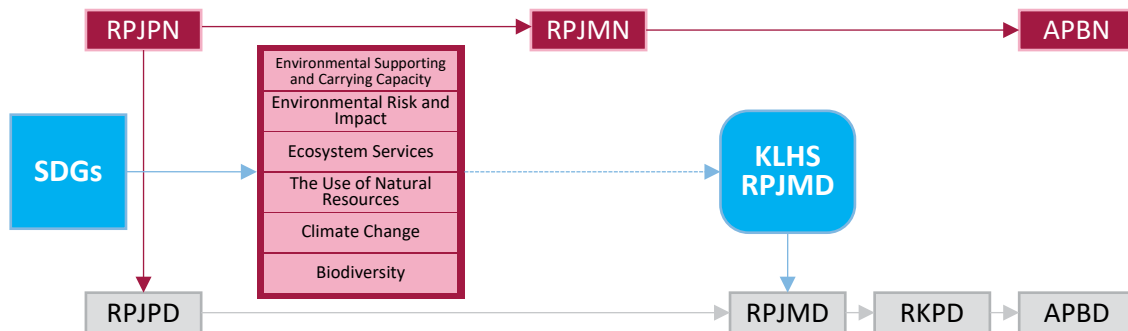 RPJPN
RPJMN
APBN
Environmental Supporting
and Carrying Capacity
Environmental Risk and
Impact
Ecosystem Services
The Use of Natural
Resources
Climate Change
Biodiversity
SDGs
KLHS
RPJMD
RPJPD
RPJMD
RKPD
APBD